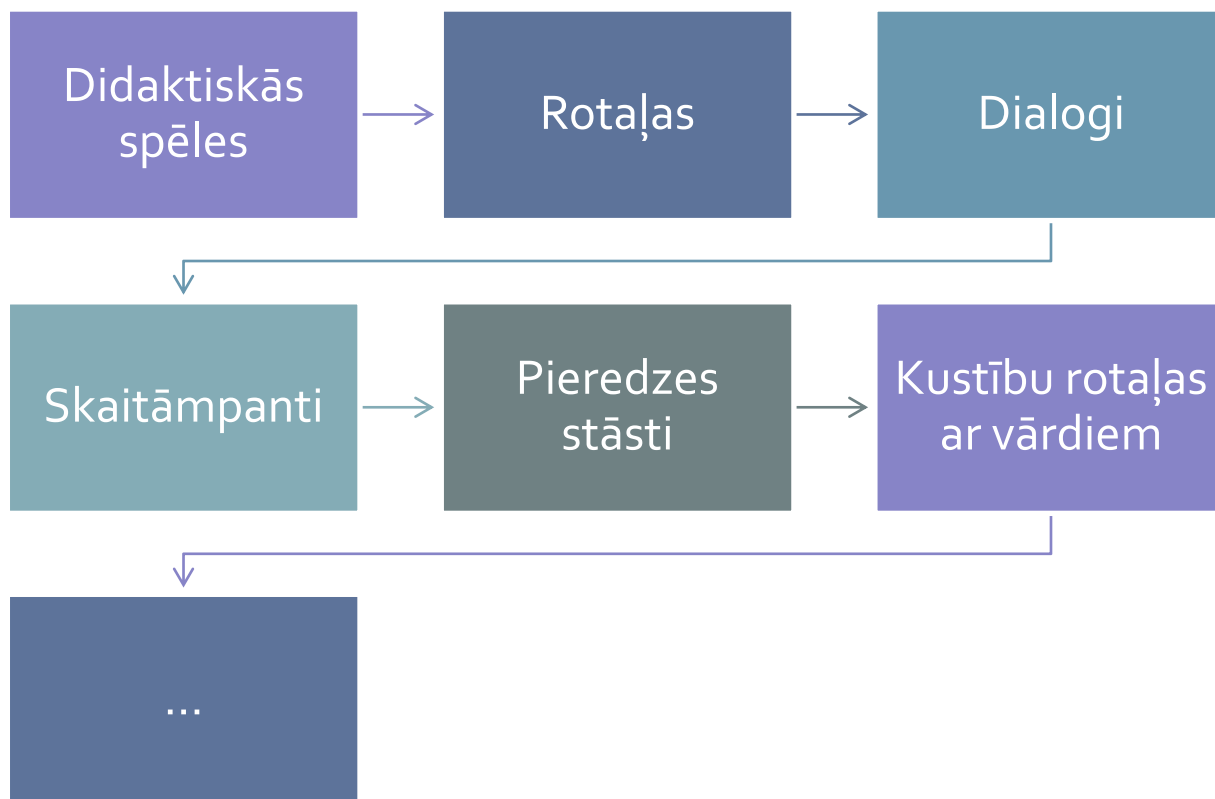 Didaktiskās
spēles
Rotaļas
Dialogi
Skaitāmpanti
Pieredzes
stāsti
Kustību rotaļas
ar vārdiem
...